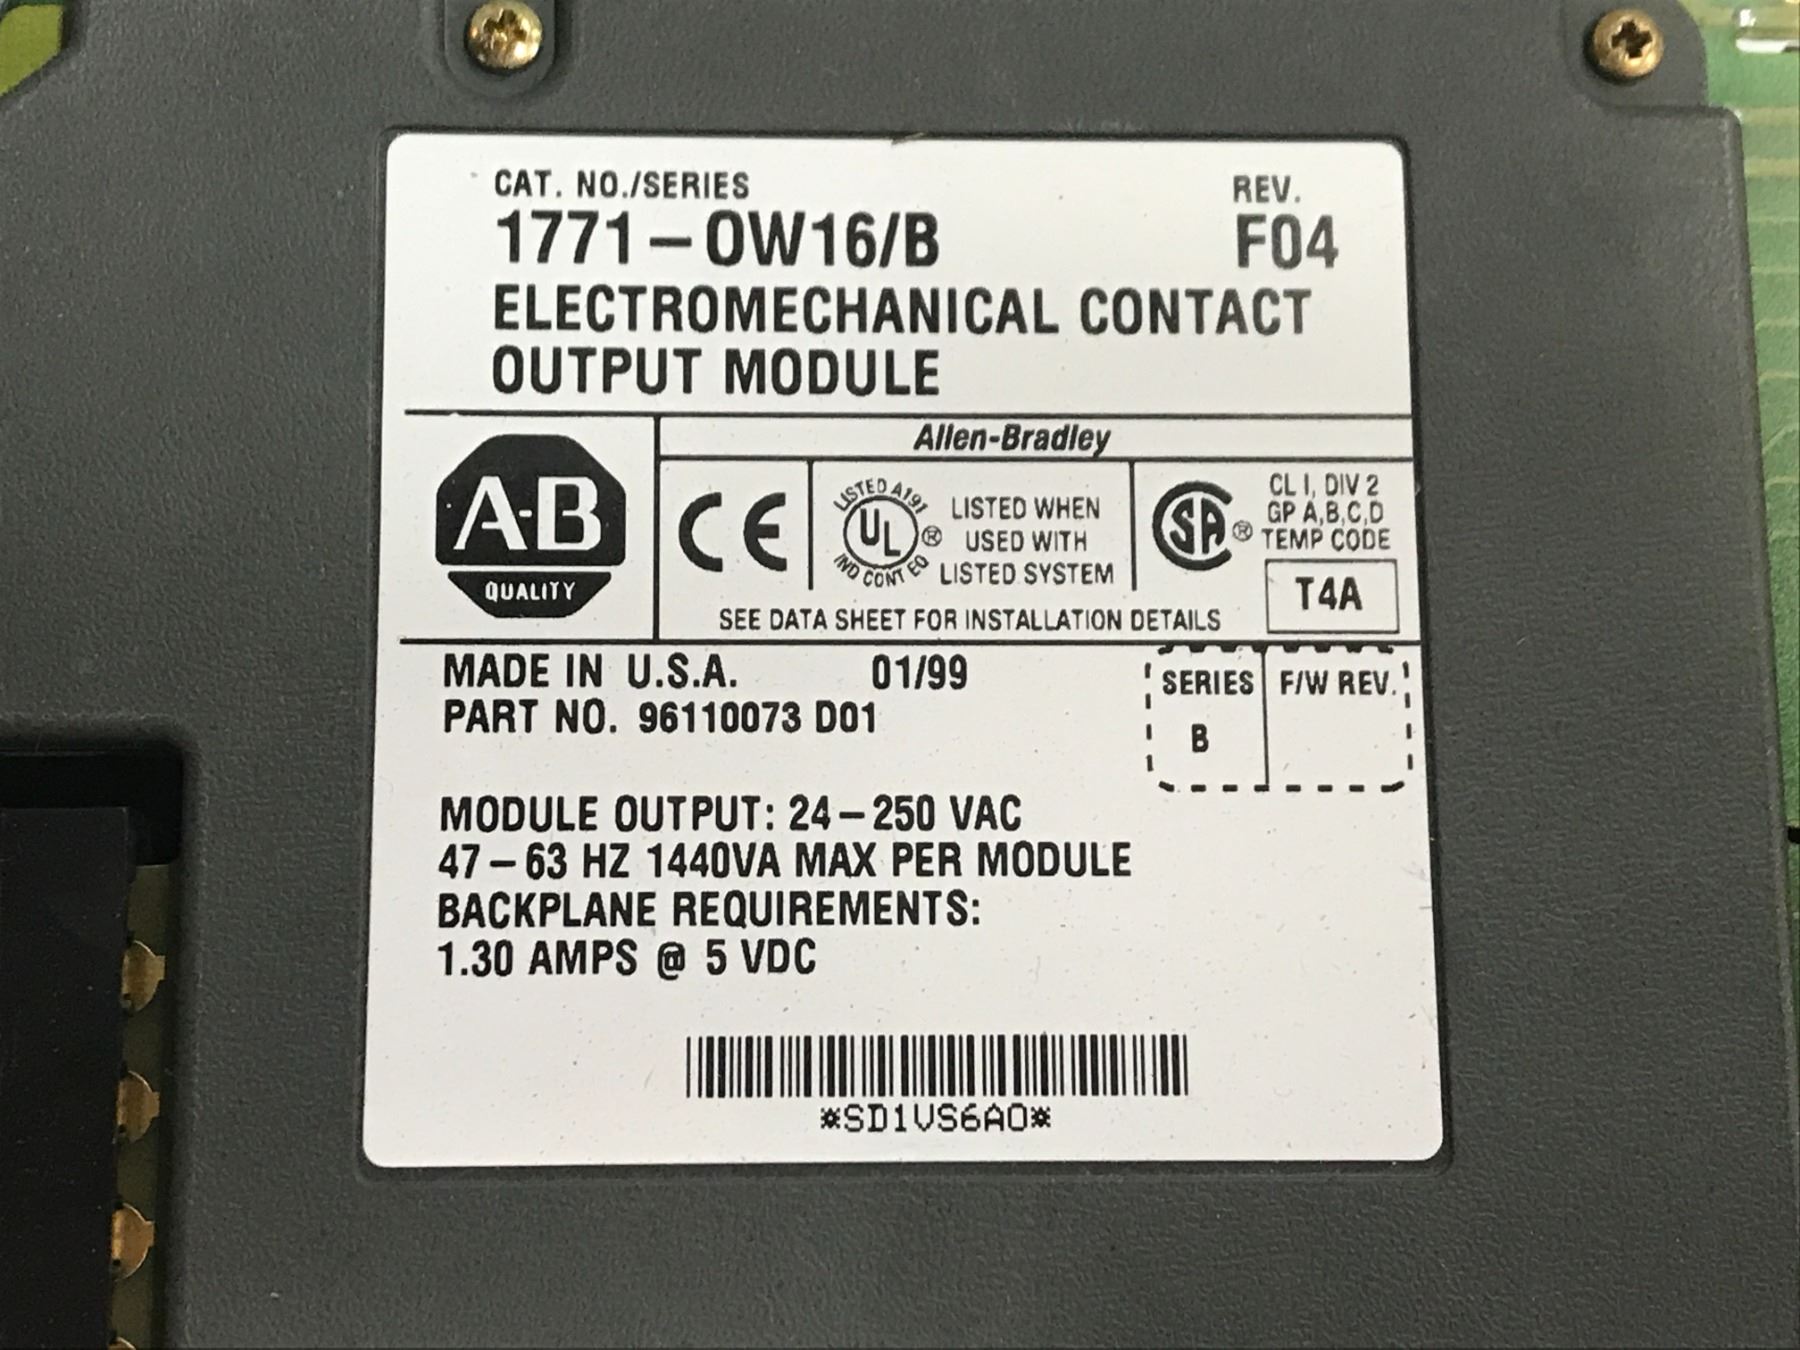 CAT. NO./SERIES REV.
1771-OW16/B F04
ELECTROMECHANICAL CONTACT
OUTPUT MODULE
Allen-Bradley
A-B
QUALITY
CE
LISTED A191
UL ®
IND CONT EQ
LISTED WHEN
USED WITH
LISTED SYSTEM
SA ®
CL I, DIV 2
GP A,B,C,D
TEMP CODE
T4A
SEE DATA SHEET FOR INSTALLATION DETAILS
MADE IN U.S.A. 01/99
PART NO. 96110073 D01
SERIES F/W REV.
B
MODULE OUTPUT: 24-250 VAC
47-63 HZ 1440VA MAX PER MODULE
BACKPLANE REQUIREMENTS:
1.30 AMPS @ 5 VDC
*SD1VS6A0*